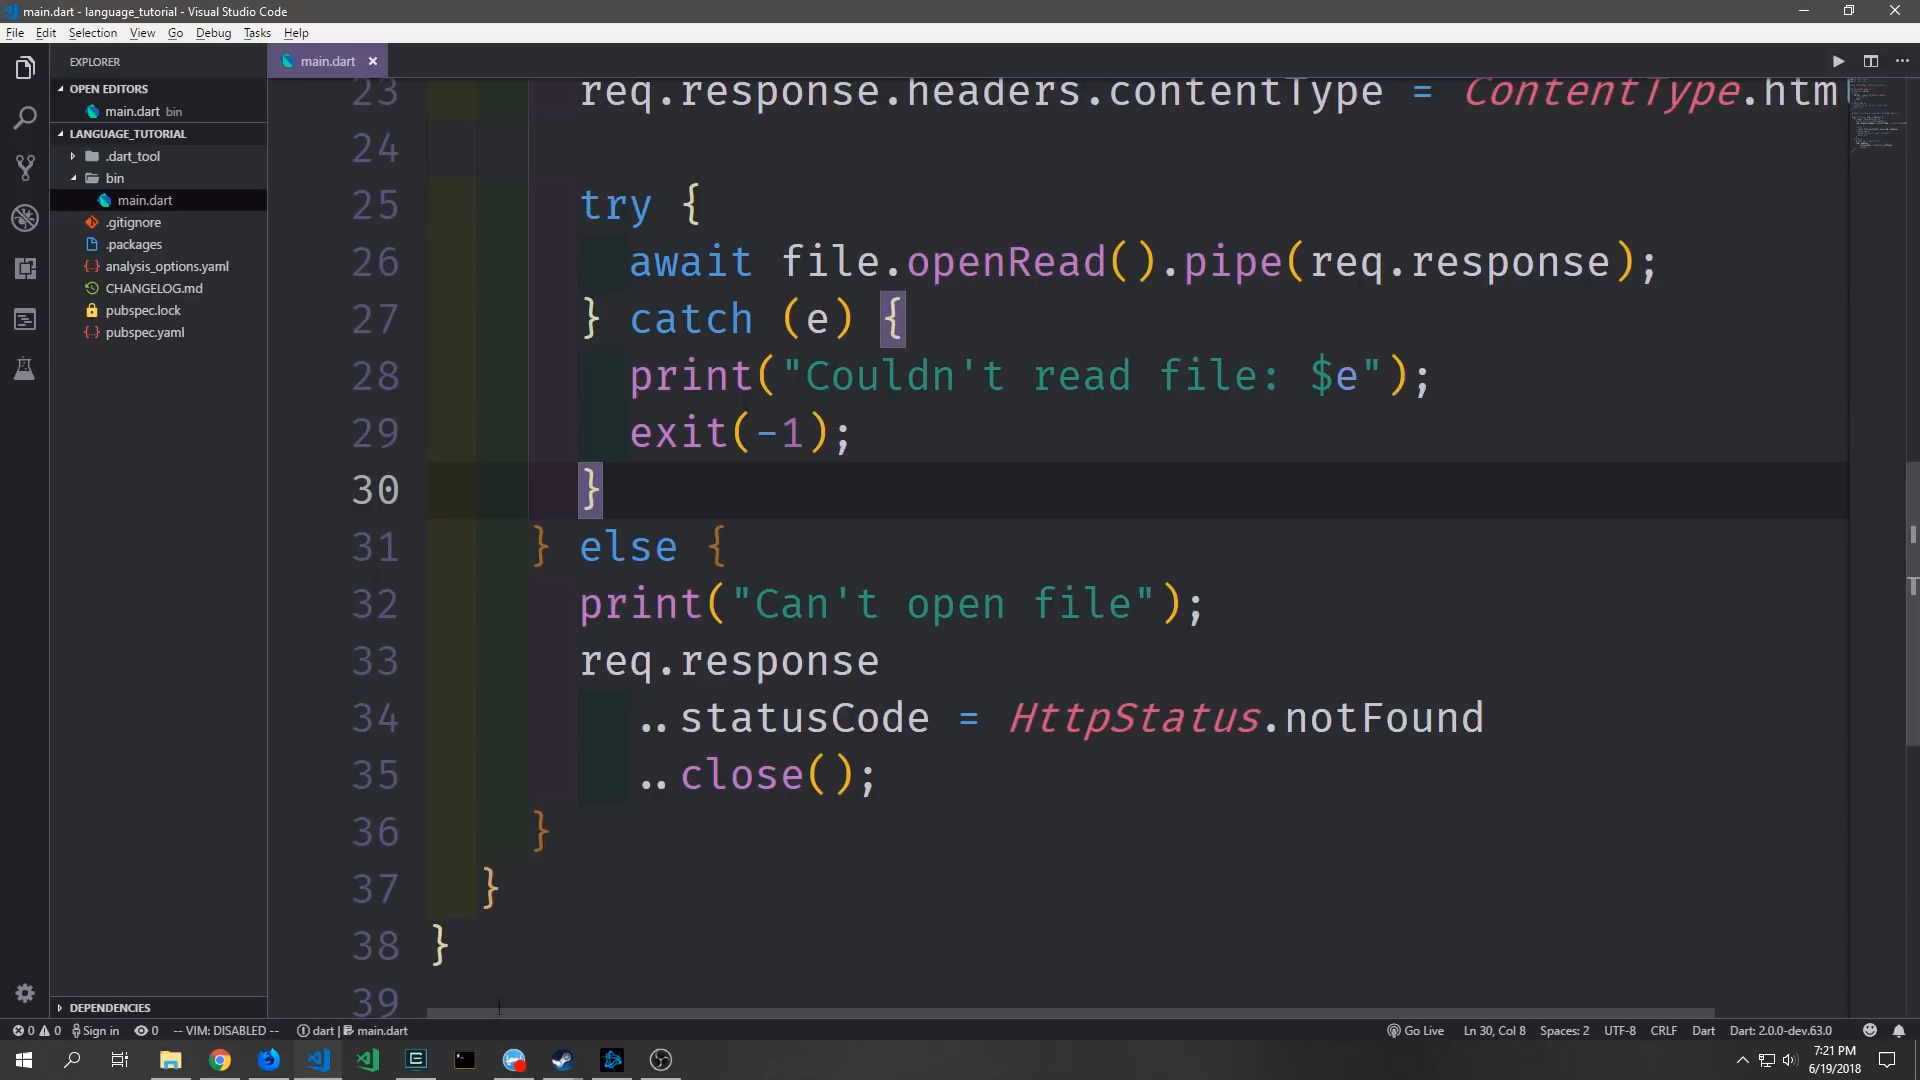 main.dart - language_tutorial - Visual Studio Code
File Edit Selection View Go Debug Tasks Help
EXPLORER
main.dart
OPEN EDITORS
main.dart bin
LANGUAGE_TUTORIAL
.dart_tool
bin
main.dart
.gitignore
.packages
analysis_options.yaml
CHANGELOG.md
pubspec.lock
pubspec.yaml
DEPENDENCIES
23 req.response.headers.contentType = ContentType.html
24
25 try {
26 await file.openRead().pipe(req.response);
27 } catch (e) {
28 print("Couldn't read file: $e");
29 exit(-1);
30 }
31 } else {
32 print("Can't open file");
33 req.response
34 ..statusCode = HttpStatus.notFound
35 ..close();
36 }
37 }
38 }
39
0 0 Sign in 0 -- VIM: DISABLED -- dart | main.dart Go Live Ln 30, Col 8 Spaces: 2 UTF-8 CRLF Dart Dart: 2.0.0-dev.63.0
7:21 PM
6/19/2018